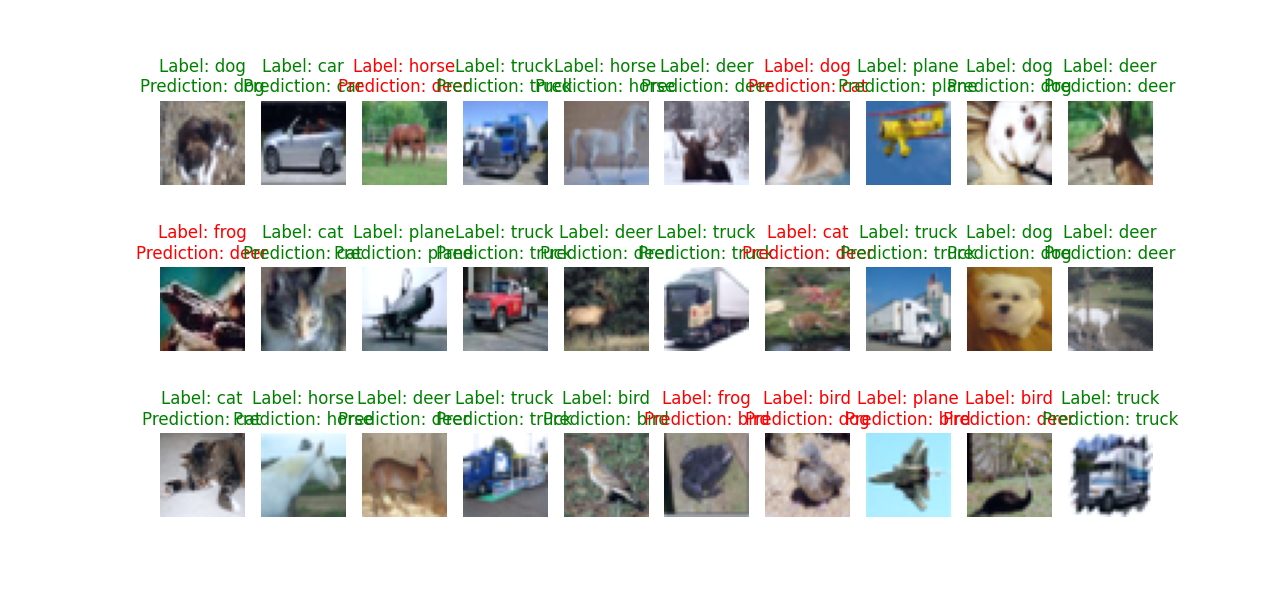 Label: dog Label: car Label: horse Label: truck Label: horse Label: deer Label: dog Label: plane Label: dog Label: deer
Prediction: dog Prediction: car Prediction: deer Prediction: truck Prediction: horse Prediction: deer Prediction: cat Prediction: plane Prediction: dog Prediction: deer
Label: frog Label: cat Label: plane Label: truck Label: deer Label: truck Label: cat Label: truck Label: dog Label: deer
Prediction: deer Prediction: cat Prediction: plane Prediction: truck Prediction: deer Prediction: truck Prediction: deer Prediction: truck Prediction: dog Prediction: deer
Label: cat Label: horse Label: deer Label: truck Label: bird Label: frog Label: bird Label: plane Label: bird Label: truck
Prediction: cat Prediction: horse Prediction: deer Prediction: truck Prediction: bird Prediction: bird Prediction: dog Prediction: bird Prediction: deer Prediction: truck